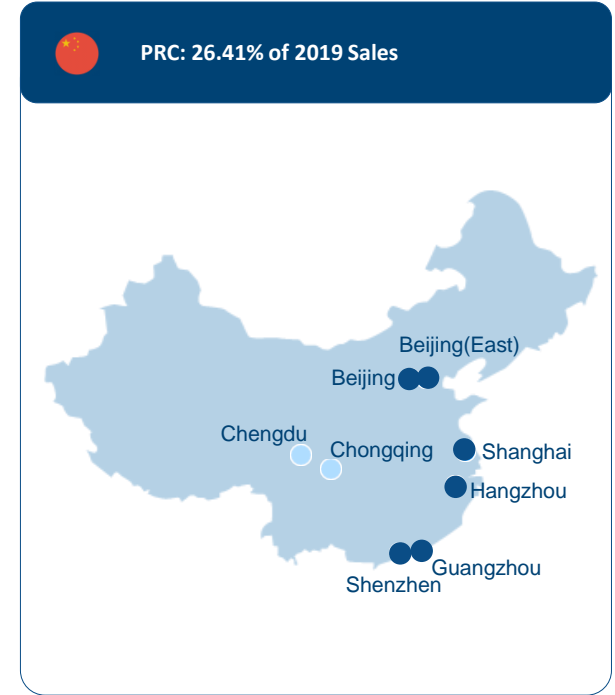 PRC: 26.41% of 2019 Sales
Beijing(East)
Beijing
Chengdu
Chongqing
Shanghai
Hangzhou
Guangzhou
Shenzhen